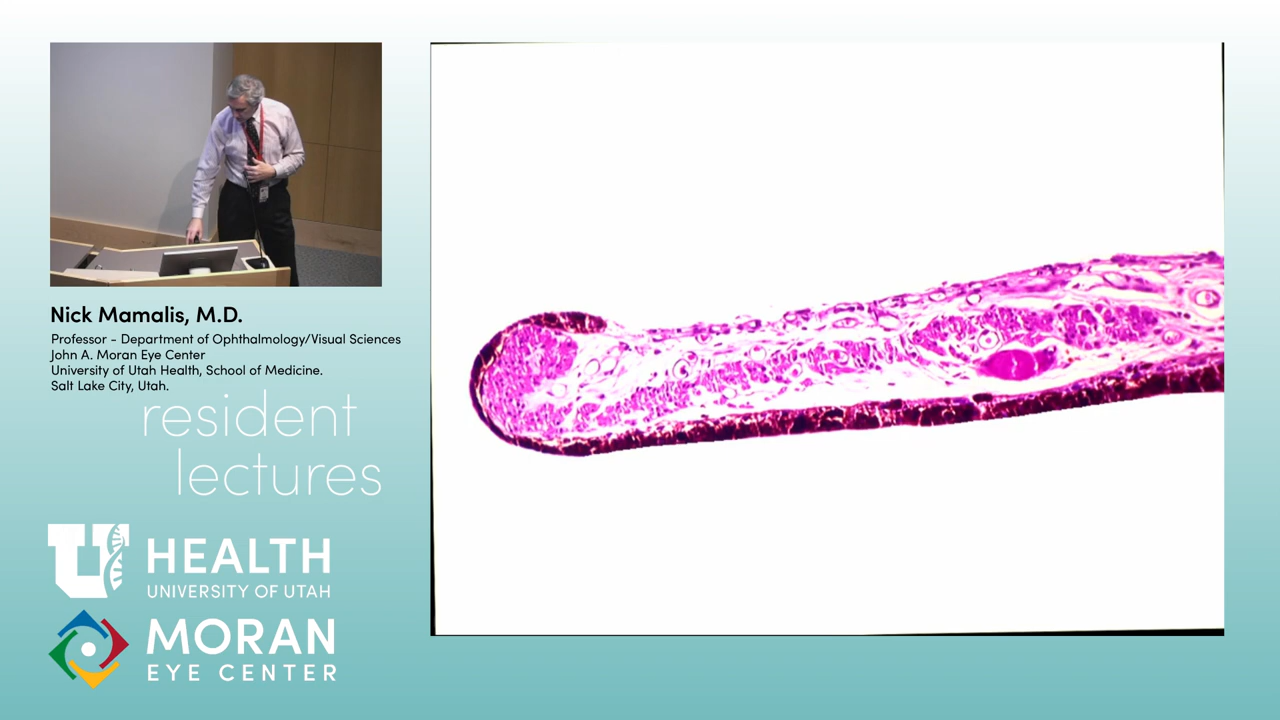 Nick Mamalis, M.D.
Professor - Department of Ophthalmology/Visual Sciences
John A. Moran Eye Center
University of Utah Health, School of Medicine.
Salt Lake City, Utah.
resident
lectures
U HEALTH
UNIVERSITY OF UTAH
MORAN
EYE CENTER